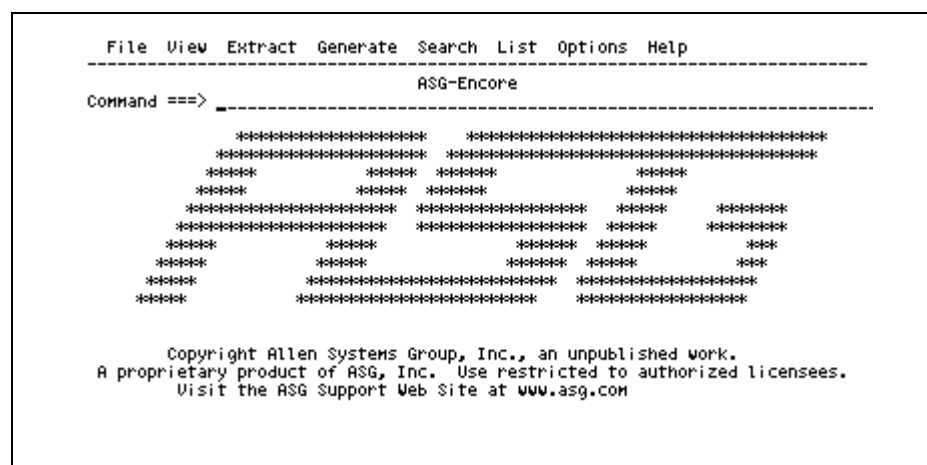 File View Extract Generate Search List Options Help
ASG-Encore
Command ===> _
ASG
Copyright Allen Systems Group, Inc., an unpublished work.
A proprietary product of ASG, Inc. Use restricted to authorized licensees.
Visit the ASG Support Web Site at www.asg.com